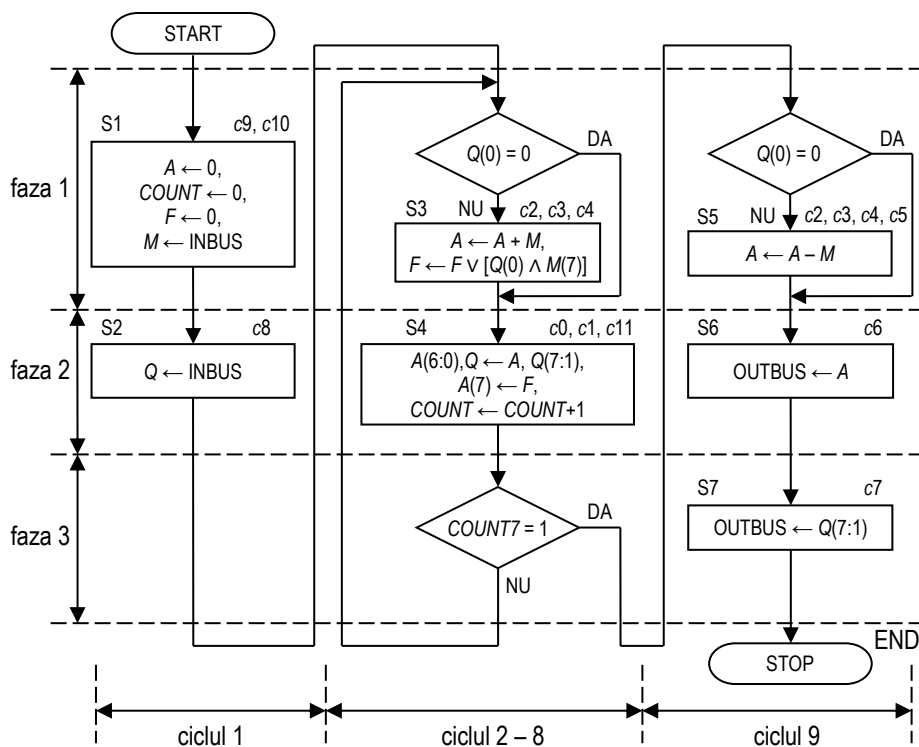 START
faza 1
S1 c9, c10
A ← 0,
COUNT ← 0,
F ← 0,
M ← INBUS
faza 2
S2 c8
Q ← INBUS
faza 3
ciclul 1
Q(0) = 0
DA
NU
S3 c2, c3, c4
A ← A + M,
F ← F ∨ [Q(0) ∧ M(7)]
S4 c0, c1, c11
A(6:0),Q ← A, Q(7:1),
A(7) ← F,
COUNT ← COUNT+1
COUNT7 = 1
DA
NU
ciclul 2 – 8
Q(0) = 0
DA
NU
S5 c2, c3, c4, c5
A ← A – M
S6 c6
OUTBUS ← A
S7 c7
OUTBUS ← Q(7:1)
END
STOP
ciclul 9